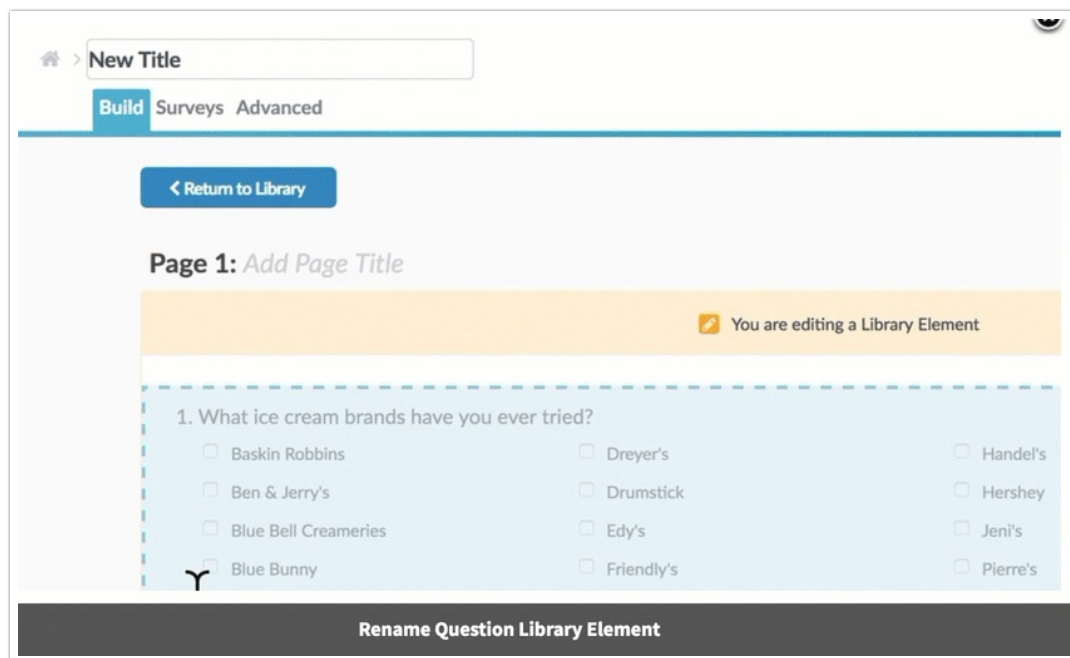 New Title
Build Surveys Advanced
Return to Library
Page 1: Add Page Title
You are editing a Library Element
1. What ice cream brands have you ever tried?
Baskin Robbins Dreyer's Handel's
Ben & Jerry's Drumstick Hershey
Blue Bell Creameries Edy's Jeni's
Blue Bunny Friendly's Pierre's
Rename Question Library Element